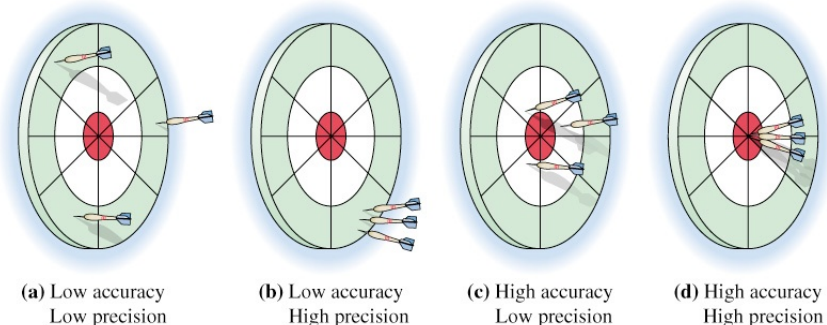 (a) Low accuracy
Low precision
(b) Low accuracy
High precision
(c) High accuracy
Low precision
(d) High accuracy
High precision